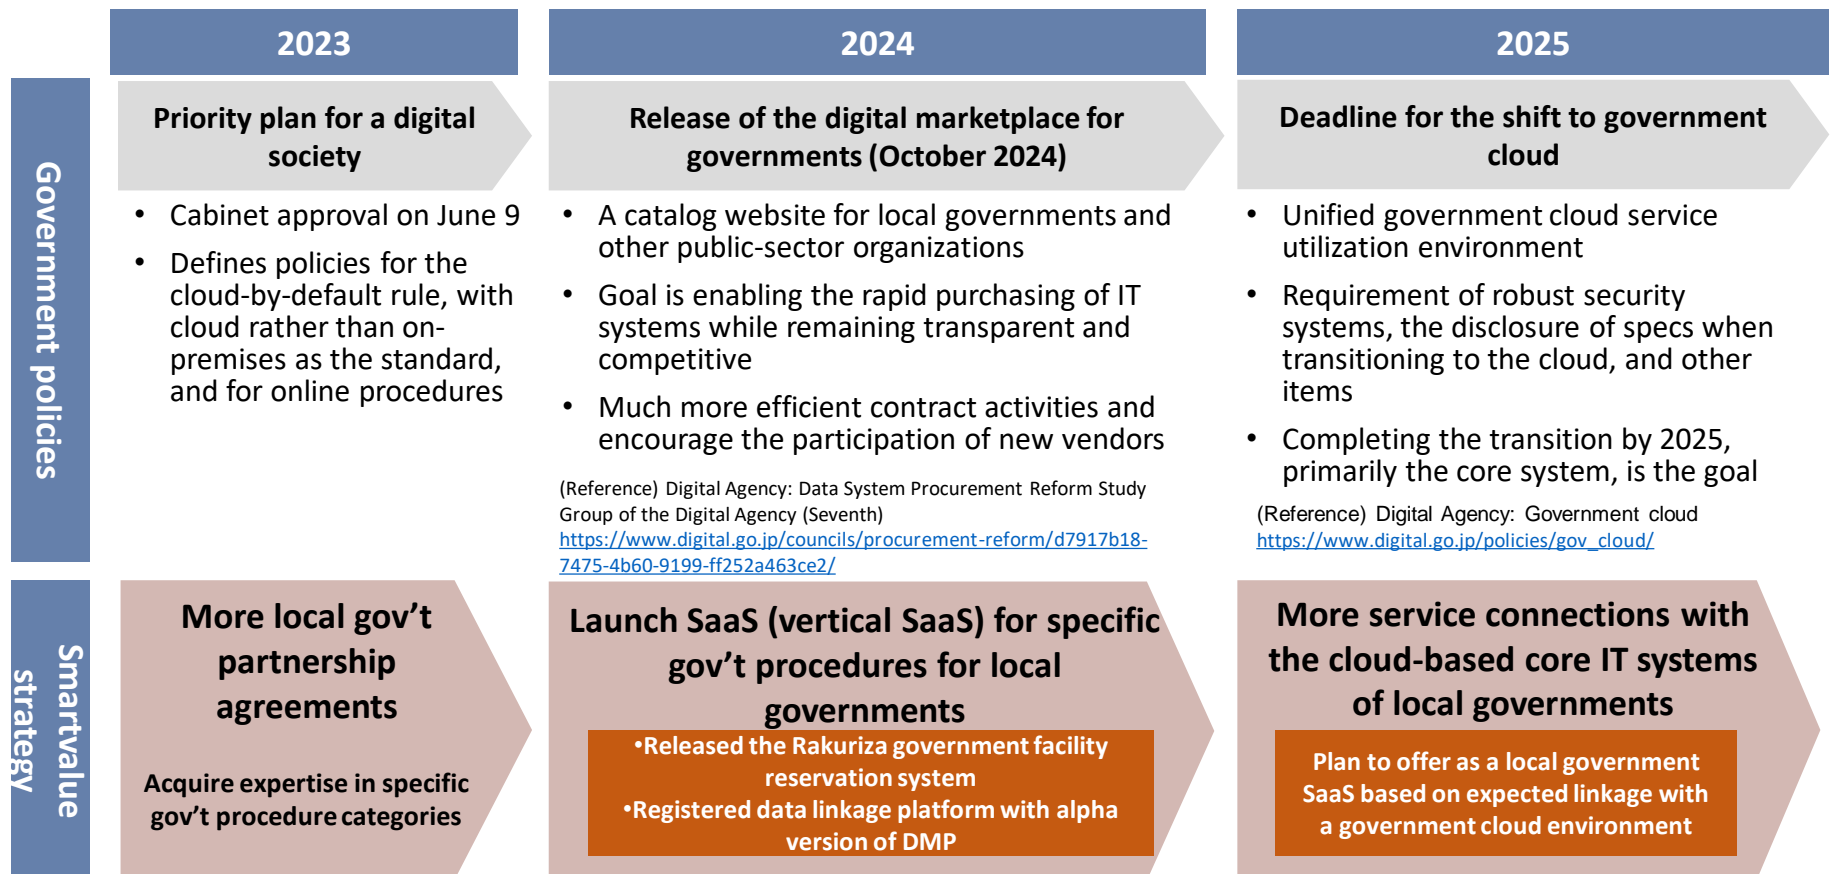 2023
2024
2025
Government policies
Priority plan for a digital
society
• Cabinet approval on June 9
• Defines policies for the
cloud-by-default rule, with
cloud rather than on-
premises as the standard,
and for online procedures
Release of the digital marketplace for
governments (October 2024)
• A catalog website for local governments and
other public-sector organizations
• Goal is enabling the rapid purchasing of IT
systems while remaining transparent and
competitive
• Much more efficient contract activities and
encourage the participation of new vendors
(Reference) Digital Agency: Data System Procurement Reform Study
Group of the Digital Agency (Seventh)
https://www.digital.go.jp/councils/procurement-reform/d7917b18-
7475-4b60-9199-ff252a463ce2/
Deadline for the shift to government
cloud
• Unified government cloud service
utilization environment
• Requirement of robust security
systems, the disclosure of specs when
transitioning to the cloud, and other
items
• Completing the transition by 2025,
primarily the core system, is the goal
(Reference) Digital Agency: Government cloud
https://www.digital.go.jp/policies/gov_cloud/
Smartvalue
strategy
More local gov’t
partnership
agreements
Acquire expertise in specific
gov’t procedure categories
Launch SaaS (vertical SaaS) for specific
gov’t procedures for local
governments
•Released the Rakuriza government facility
reservation system
•Registered data linkage platform with alpha
version of DMP
More service connections with
the cloud-based core IT systems
of local governments
Plan to offer as a local government
SaaS based on expected linkage with
a government cloud environment